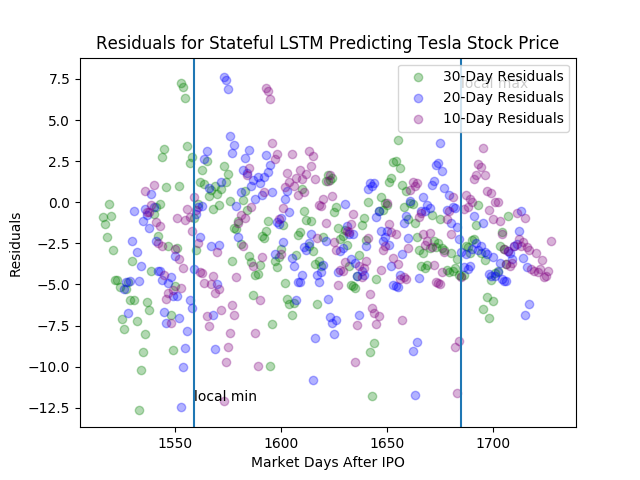 Residuals for Stateful LSTM Predicting Tesla Stock Price
30-Day Residuals
20-Day Residuals
10-Day Residuals
local max
local min
7.5
5.0
2.5
0.0
−2.5
−5.0
−7.5
−10.0
−12.5
Residuals
1550
1600
1650
1700
Market Days After IPO